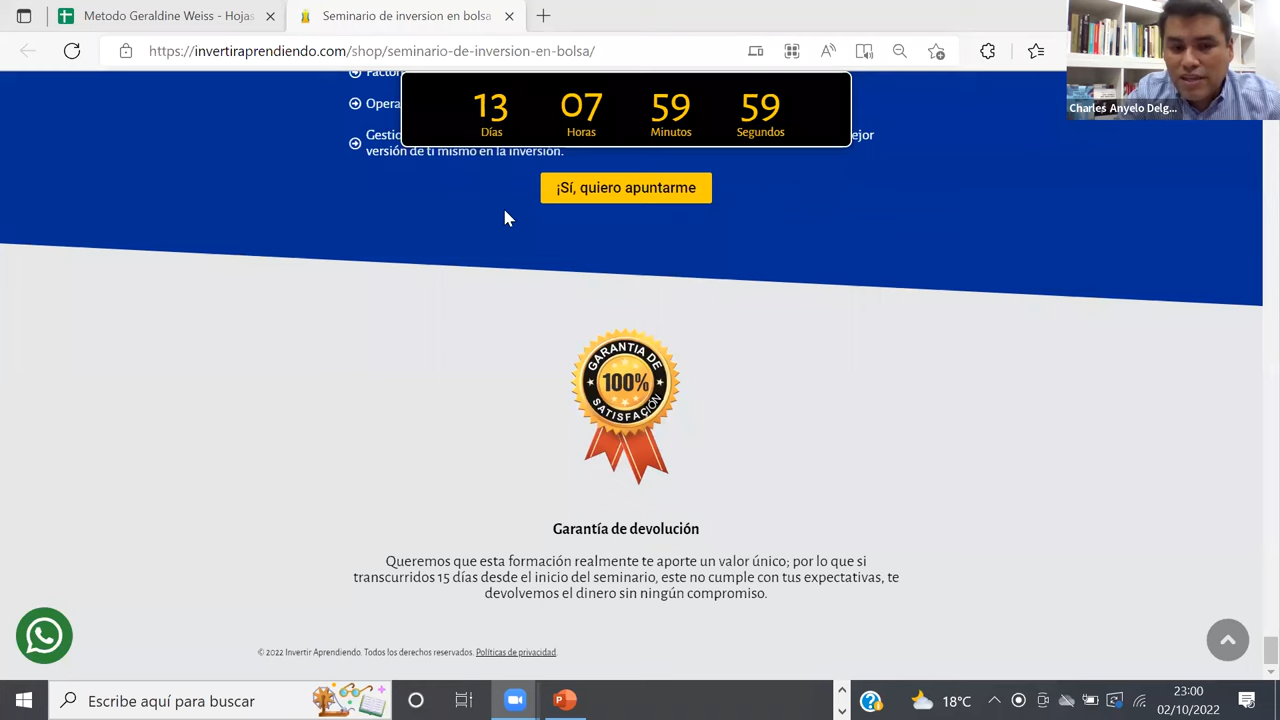 Metodo Geraldine Weiss - Hojas
Seminario de inversion en bolsa
https://invertiraprendiendo.com/shop/seminario-de-inversion-en-bolsa/
Charles Anyelo Delg...
13 07 59 59
Días Horas Minutos Segundos
Factor
Opera
Gestio ejor
versión de ti mismo en la inversión.
¡Sí, quiero apuntarme
GARANTIA DE
100%
SATISFACIÓN
Garantía de devolución
Queremos que esta formación realmente te aporte un valor único; por lo que si
transcurridos 15 días desde el inicio del seminario, este no cumple con tus expectativas, te
devolvemos el dinero sin ningún compromiso.
© 2022 Invertir Aprendiendo. Todos los derechos reservados. Políticas de privacidad.
Escribe aquí para buscar
18°C
23:00
02/10/2022